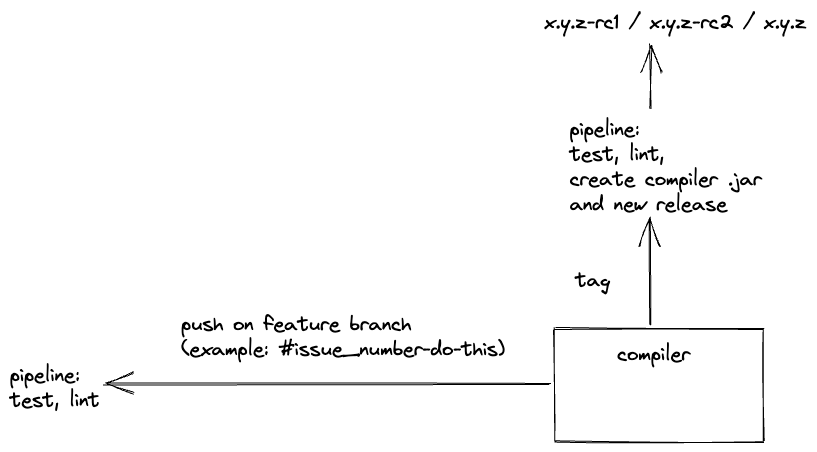 x.y.z-rc1 / x.y.z-rc2 / x.y.z
pipeline:
test, lint,
create compiler .jar
and new release
tag
push on feature branch
(example: #issue_number-do-this)
compiler
pipeline:
test, lint